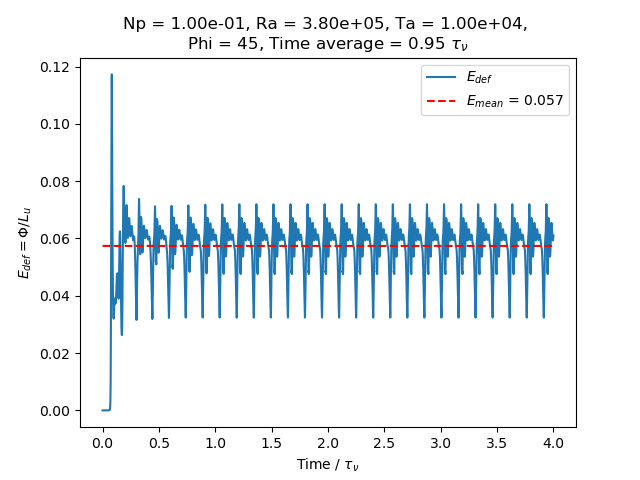 Np = 1.00e-01, Ra = 3.80e+05, Ta = 1.00e+04,
Phi = 45, Time average = 0.95 τ_ν
E_def
E_mean = 0.057
0.12
0.10
0.08
0.06
0.04
0.02
0.00
E_def = Φ/L_u
0.0 0.5 1.0 1.5 2.0 2.5 3.0 3.5 4.0
Time / τ_ν